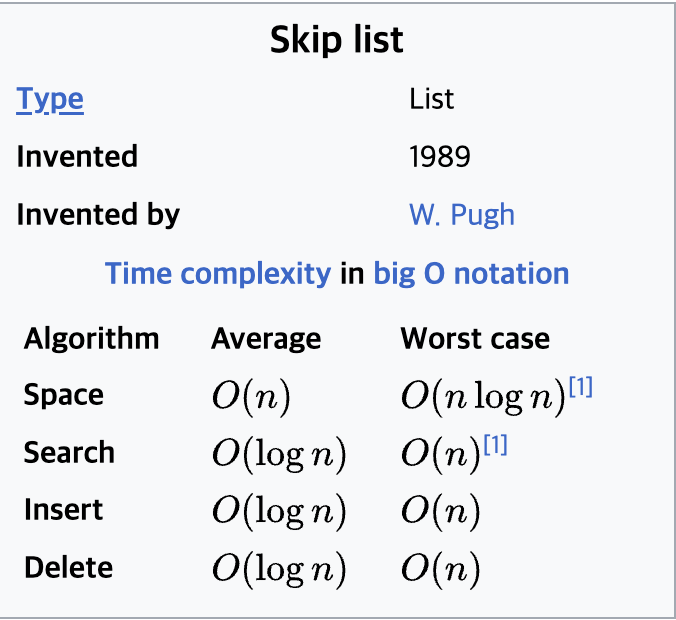 Skip list
Type List
Invented 1989
Invented by W. Pugh
Time complexity in big O notation
Algorithm Average Worst case
Space O(n) O(n log n)[1]
Search O(log n) O(n)[1]
Insert O(log n) O(n)
Delete O(log n) O(n)